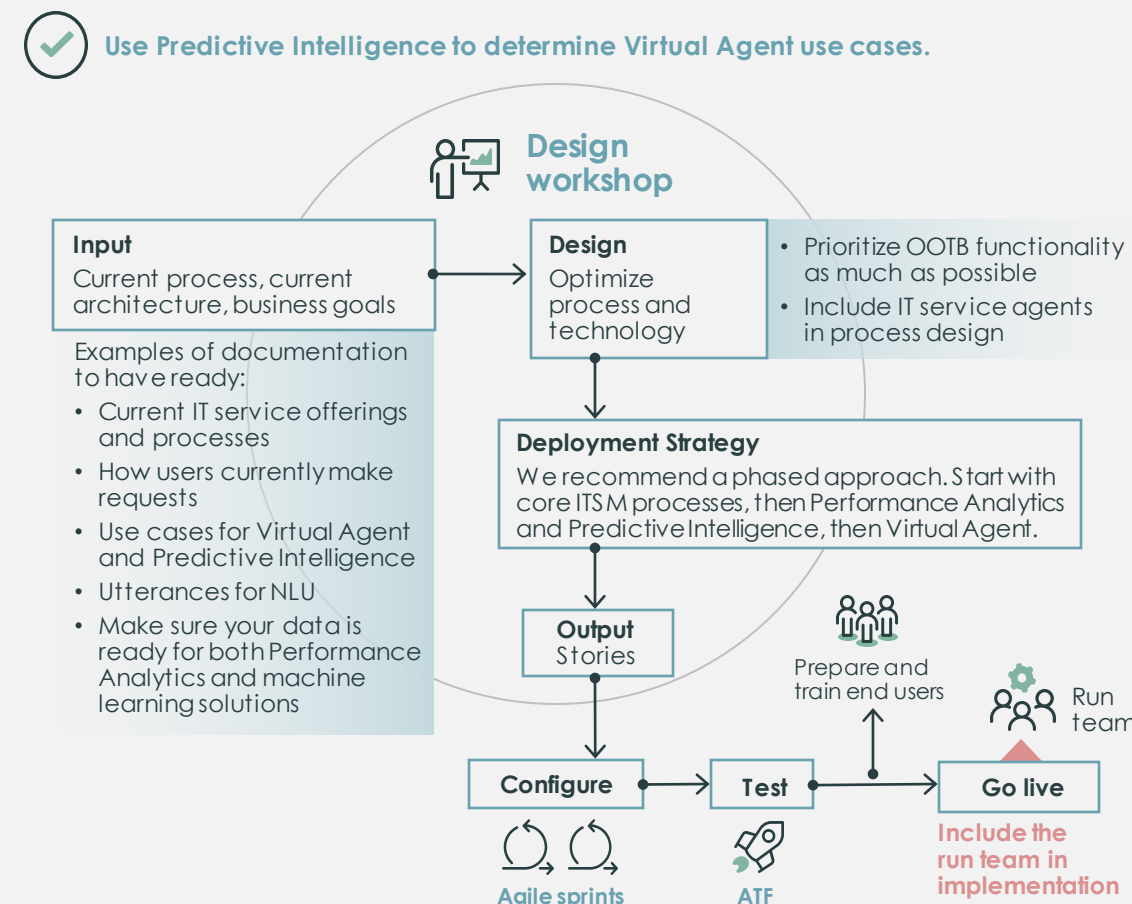 Use Predictive Intelligence to determine Virtual Agent use cases.
Design
workshop
Input
Current process, current
architecture, business goals
Examples of documentation
to have ready:
• Current IT service offerings
and processes
• How users currently make
requests
• Use cases for Virtual Agent
and Predictive Intelligence
• Utterances for NLU
• Make sure your data is
ready for both Performance
Analytics and machine
learning solutions
Design
Optimize
process and
technology
• Prioritize OOTB functionality
as much as possible
• Include IT service agents
in process design
Deployment Strategy
We recommend a phased approach. Start with
core ITSM processes, then Performance Analytics
and Predictive Intelligence, then Virtual Agent.
Output
Stories
Prepare and
train end users
Run
team
Configure
Test
Go live
Agile sprints
ATF
Include the
run team in
implementation